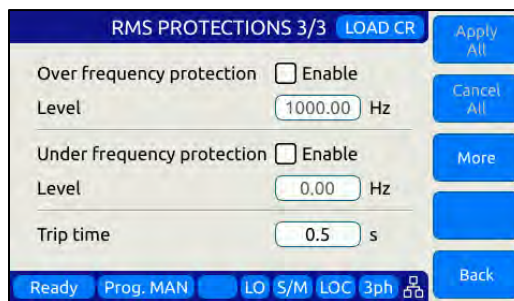 RMS PROTECTIONS 3/3 LOAD CR
Apply All
Over frequency protection Enable
Level 1000.00 Hz
Cancel All
Under frequency protection Enable
More
Level 0.00 Hz
Trip time 0.5 s
Back
Ready Prog. MAN LO S/M LOC 3ph